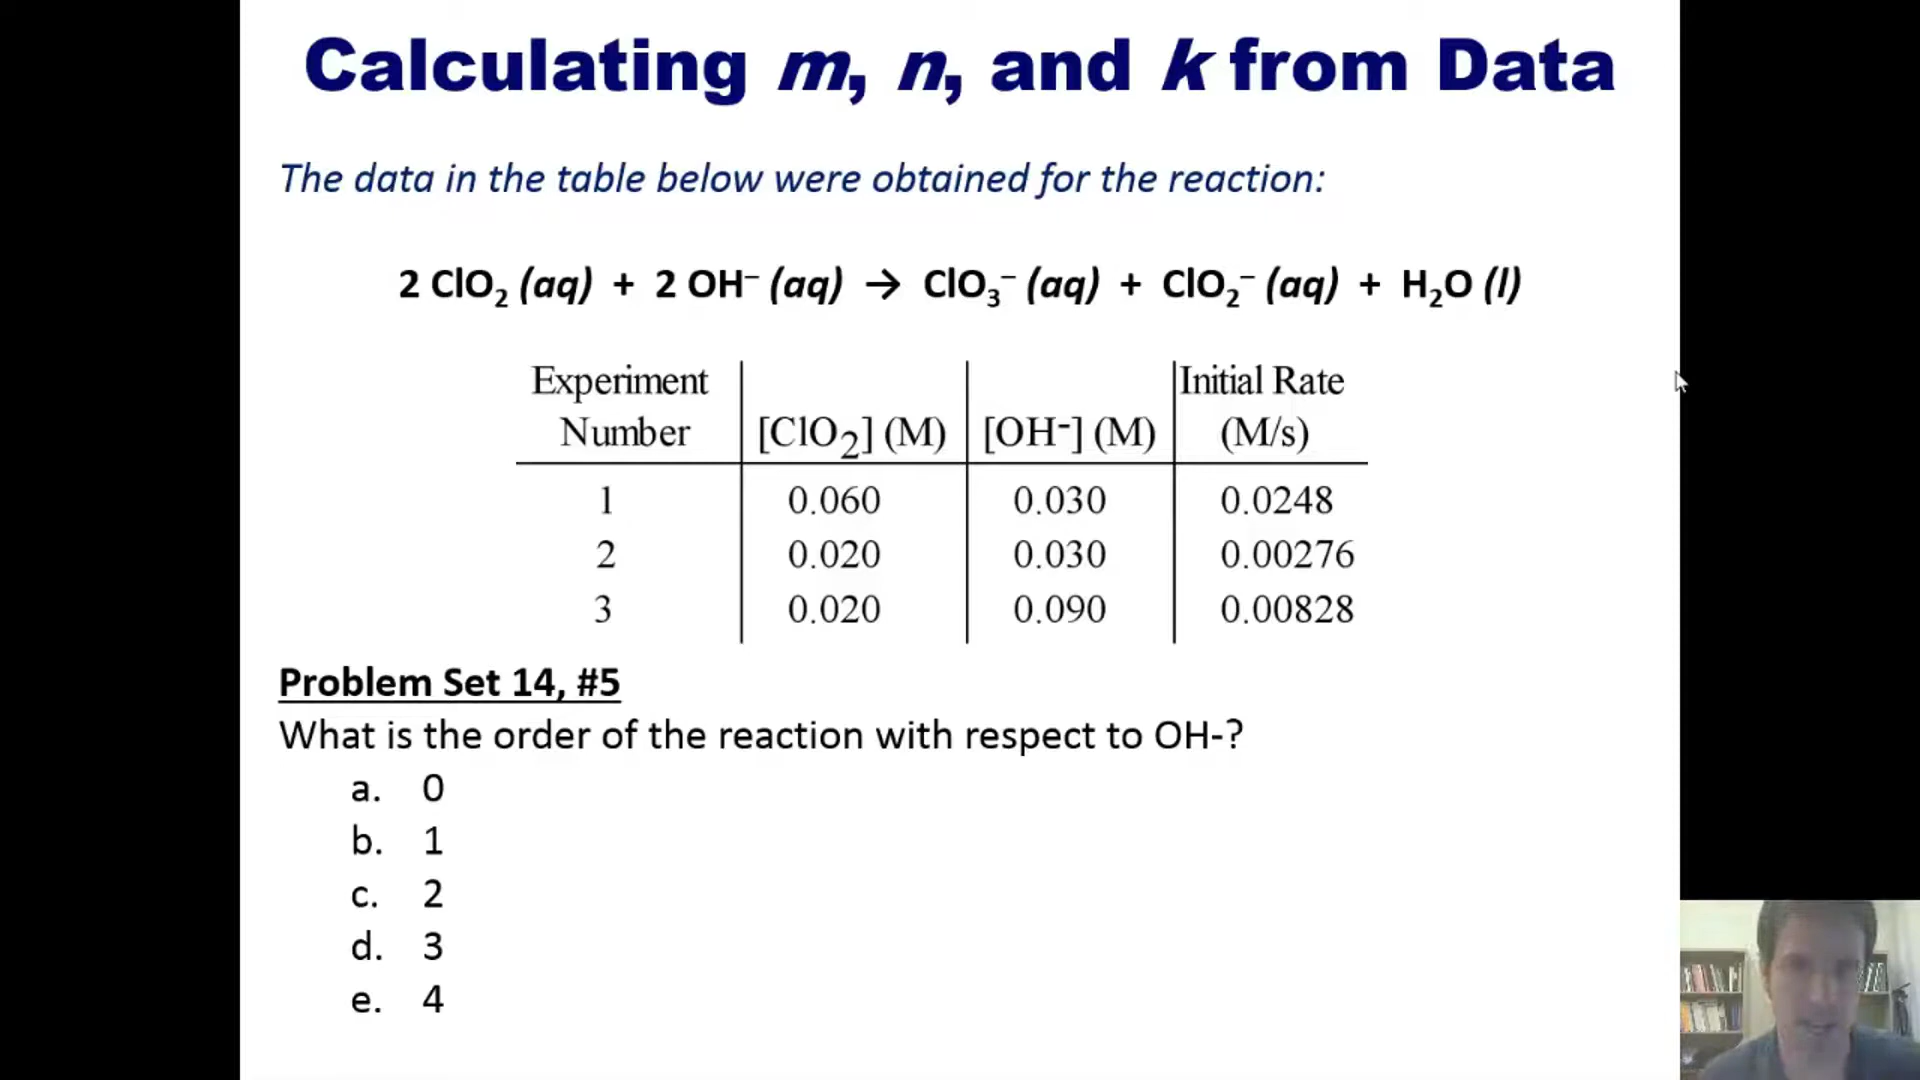 Calculating m, n, and k from Data
The data in the table below were obtained for the reaction:
2 ClO₂ (aq) + 2 OH⁻ (aq) → ClO₃⁻ (aq) + ClO₂⁻ (aq) + H₂O (l)
Experiment Number | [ClO₂] (M) | [OH-] (M) | Initial Rate (M/s)
1 | 0.060 | 0.030 | 0.0248
2 | 0.020 | 0.030 | 0.00276
3 | 0.020 | 0.090 | 0.00828
Problem Set 14, #5
What is the order of the reaction with respect to OH-?
a. 0
b. 1
c. 2
d. 3
e. 4